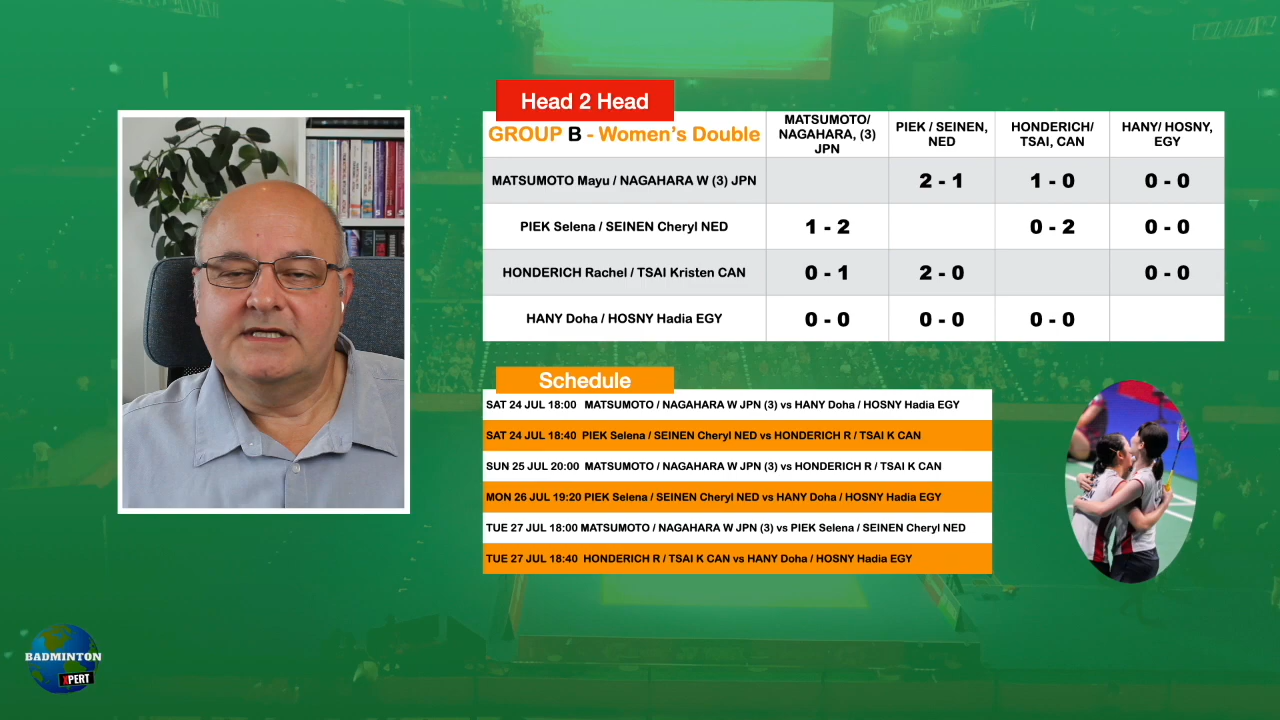 Head 2 Head
GROUP B - Women's Double
MATSUMOTO/
NAGAHARA, (3)
JPN
PIEK / SEINEN,
NED
HONDERICH/
TSAI, CAN
HANY/ HOSNY,
EGY
MATSUMOTO Mayu / NAGAHARA W (3) JPN
2 - 1
1 - 0
0 - 0
PIEK Selena / SEINEN Cheryl NED
1 - 2
0 - 2
0 - 0
HONDERICH Rachel / TSAI Kristen CAN
0 - 1
2 - 0
0 - 0
HANY Doha / HOSNY Hadia EGY
0 - 0
0 - 0
0 - 0
Schedule
SAT 24 JUL 18:00 MATSUMOTO / NAGAHARA W JPN (3) vs HANY Doha / HOSNY Hadia EGY
SAT 24 JUL 18:40 PIEK Selena / SEINEN Cheryl NED vs HONDERICH R / TSAI K CAN
SUN 25 JUL 20:00 MATSUMOTO / NAGAHARA W JPN (3) vs HONDERICH R / TSAI K CAN
MON 26 JUL 19:20 PIEK Selena / SEINEN Cheryl NED vs HANY Doha / HOSNY Hadia EGY
TUE 27 JUL 18:00 MATSUMOTO / NAGAHARA W JPN (3) vs PIEK Selena / SEINEN Cheryl NED
TUE 27 JUL 18:40 HONDERICH R / TSAI K CAN vs HANY Doha / HOSNY Hadia EGY
BADMINTON
XPERT